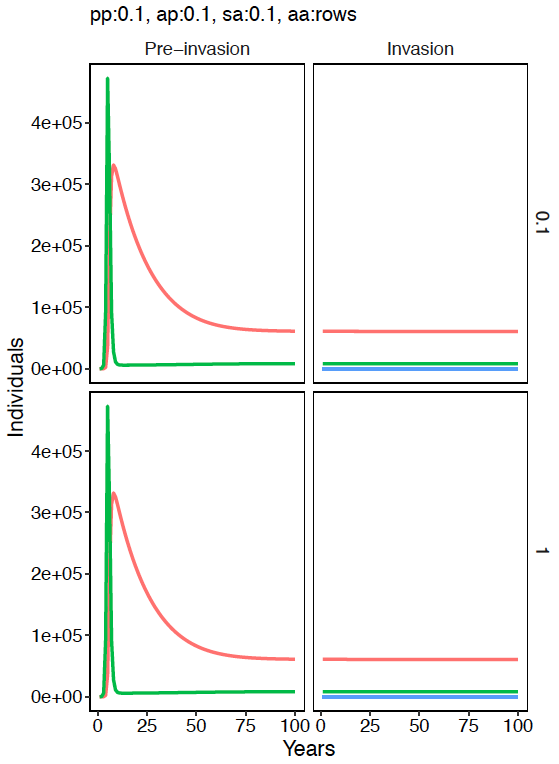 pp:0.1, ap:0.1, sa:0.1, aa:rows
Pre−invasion
Invasion
4e+05
3e+05
2e+05
1e+05
0e+00
0.1
Individuals
4e+05
3e+05
2e+05
1e+05
0e+00
1
0 25 50 75 100 0 25 50 75 100
Years